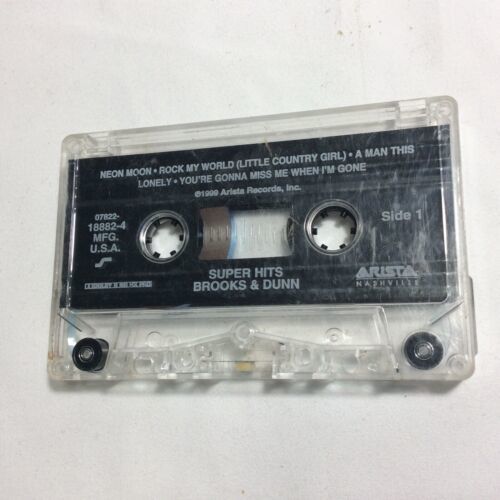 NEON MOON • ROCK MY WORLD (LITTLE COUNTRY GIRL) • A MAN THIS
LONELY • YOU'RE GONNA MISS ME WHEN I'M GONE
©1999 Arista Records, Inc.
07822-
18882-4
MFG.
U.S.A.
Side 1
SUPER HITS
BROOKS & DUNN
ARISTA
NASHVILLE